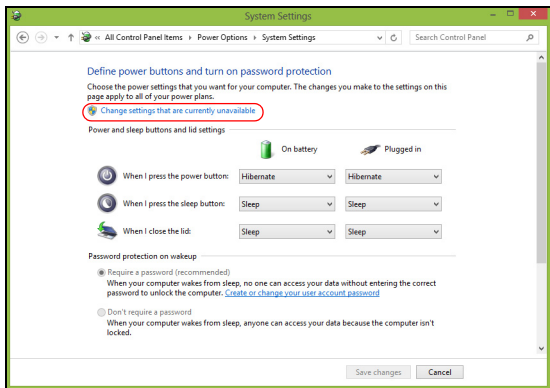 System Settings
« All Control Panel Items › Power Options › System Settings
Search Control Panel
Define power buttons and turn on password protection
Choose the power settings that you want for your computer. The changes you make to the settings on this
page apply to all of your power plans.
Change settings that are currently unavailable
Power and sleep buttons and lid settings
On battery Plugged in
When I press the power button: Hibernate Hibernate
When I press the sleep button: Sleep Sleep
When I close the lid: Sleep Sleep
Password protection on wakeup
Require a password (recommended)
When your computer wakes from sleep, no one can access your data without entering the correct
password to unlock the computer. Create or change your user account password
Don't require a password
When your computer wakes from sleep, anyone can access your data because the computer isn't
locked.
Save changes Cancel